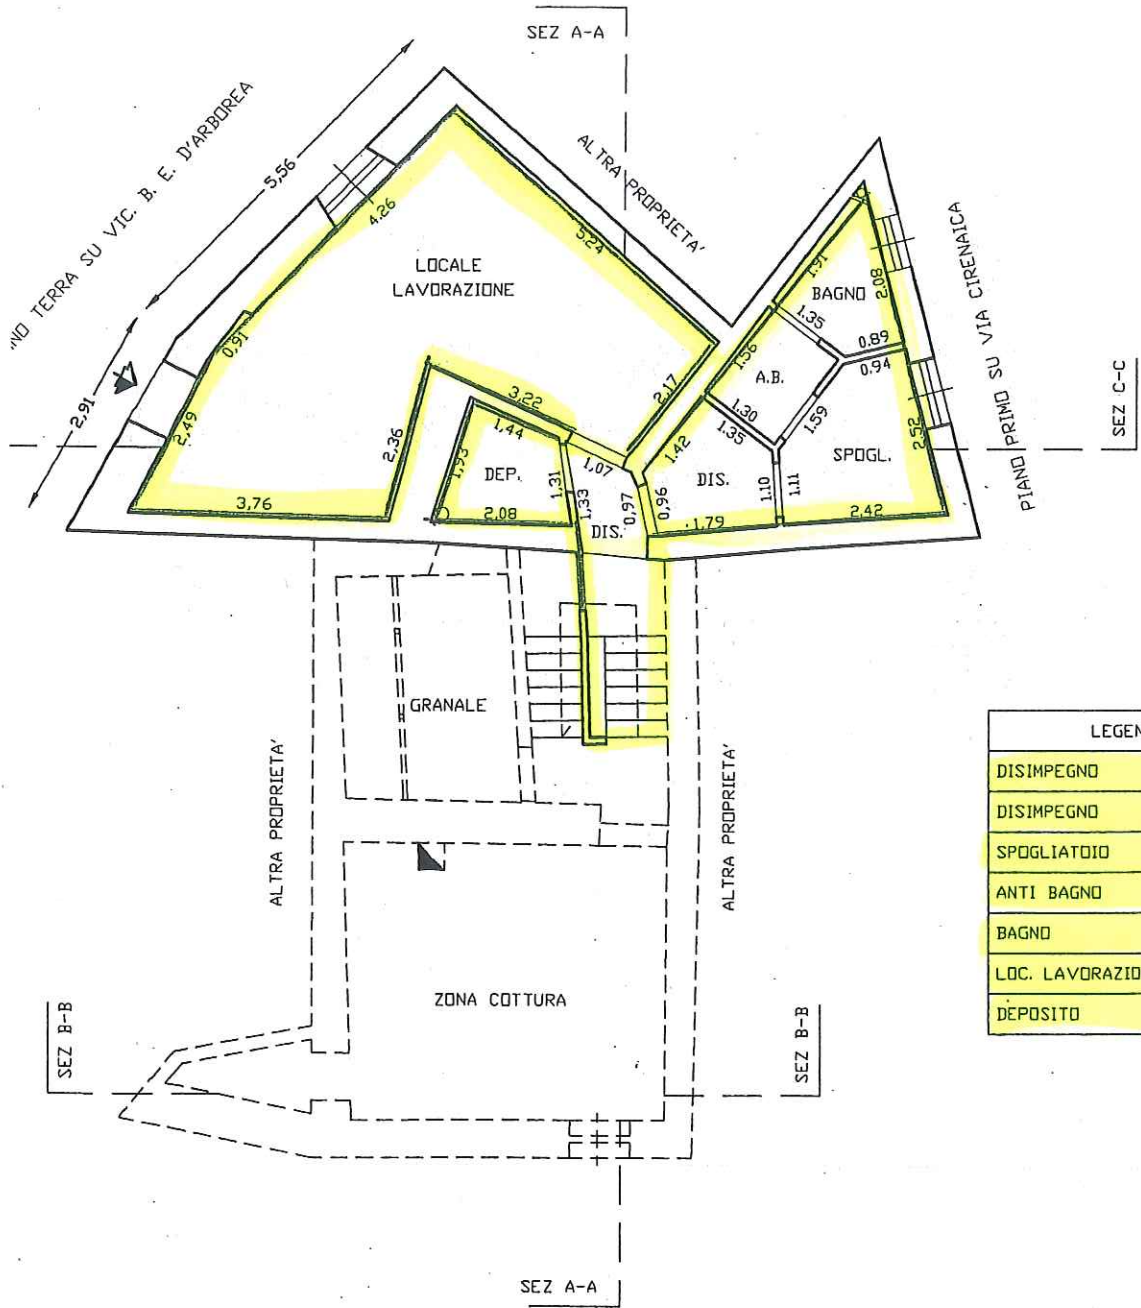 SEZ A-A
5,56
NO TERRA SU VIC. B. E. D'ARBOREA
ALTRA PROPRIETA'
4.26
5.24
LOCALE
LAVORAZIONE
1.91
BAGNO
2.08
PIANO PRIMO SU VIA CIRENAICA
1.35
0.89
0.94
0.91
2,91
1.56
A.B.
2.17
3,22
1.30
1.35
1.59
SEZ C-C
2,49
2,36
1,44
1,42
SPOGL.
2.52
1,93
DEP.
1,07
DIS.
1,31
1,33
0,97
0,96
1.10
1.11
3,76
2,08
DIS.
1.79
2.42
GRANALE
ALTRA PROPRIETA'
ALTRA PROPRIETA'
LEGEN
DISIMPEGNO
DISIMPEGNO
SPOGLIATOIO
ANTI BAGNO
BAGNO
LOC. LAVORAZIO
DEPOSITO
ZONA COTTURA
SEZ B-B
SEZ B-B
SEZ A-A